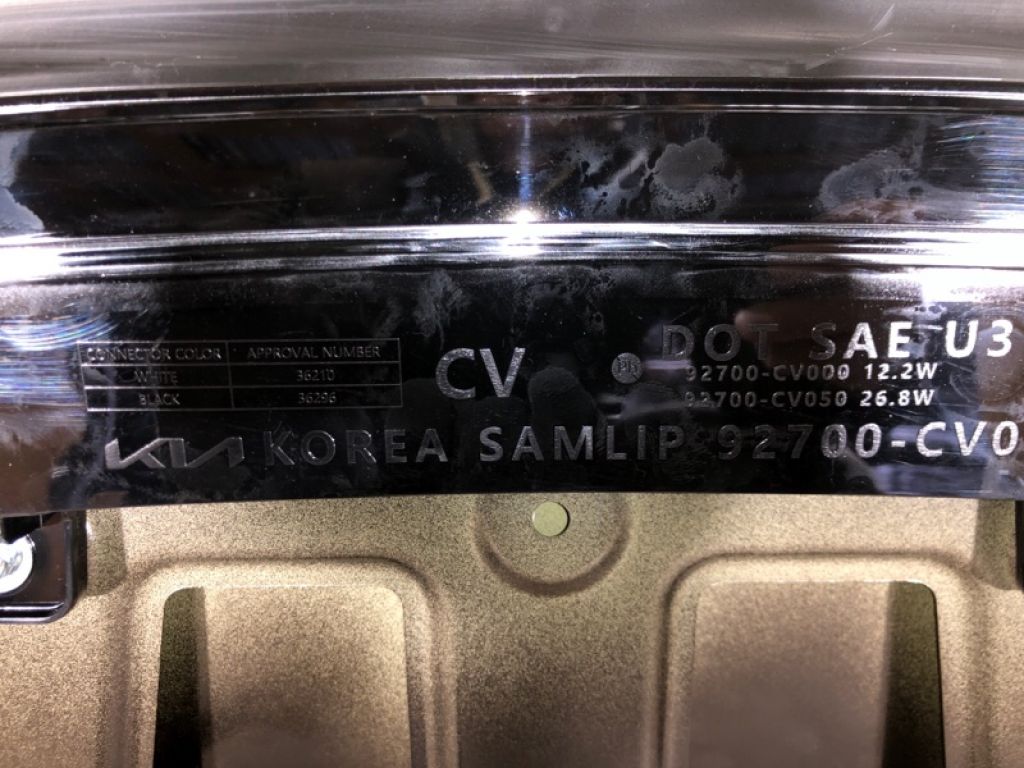 CONNECTOR COLOR APPROVAL NUMBER
WHITE 36210
BLACK 36296
CV
DOT SAE U3
92700-CV000 12.2W
92700-CV050 26.8W
KIA KOREA SAMLIP 92700-CV0